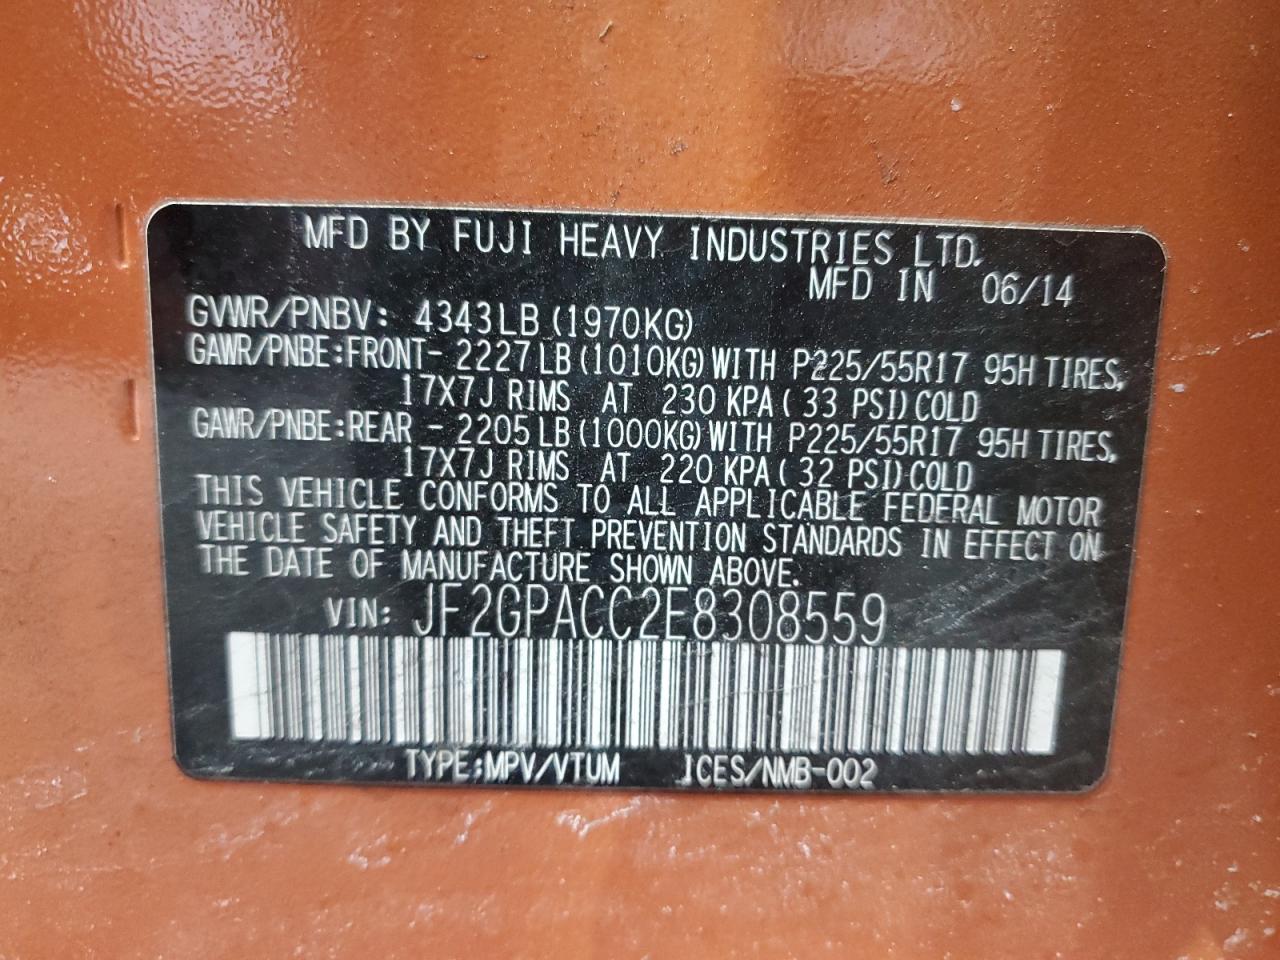 MFD BY FUJI HEAVY INDUSTRIES LTD.
MFD IN 06/14
GVWR/PNBV: 4343LB (1970KG)
GAWR/PNBE:FRONT- 2227 LB (1010KG) WITH P225/55R17 95H TIRES,
17X7J RIMS AT 230 KPA ( 33 PSI) COLD
GAWR/PNBE:REAR - 2205 LB (1000KG) WITH P225/55R17 95H TIRES,
17X7J RIMS AT 220 KPA ( 32 PSI) COLD
THIS VEHICLE CONFORMS TO ALL APPLICABLE FEDERAL MOTOR
VEHICLE SAFETY AND THEFT PREVENTION STANDARDS IN EFFECT ON
THE DATE OF MANUFACTURE SHOWN ABOVE.
VIN: JF2GPACC2E8308559
TYPE:MPV/VTUM ICES/NMB-002